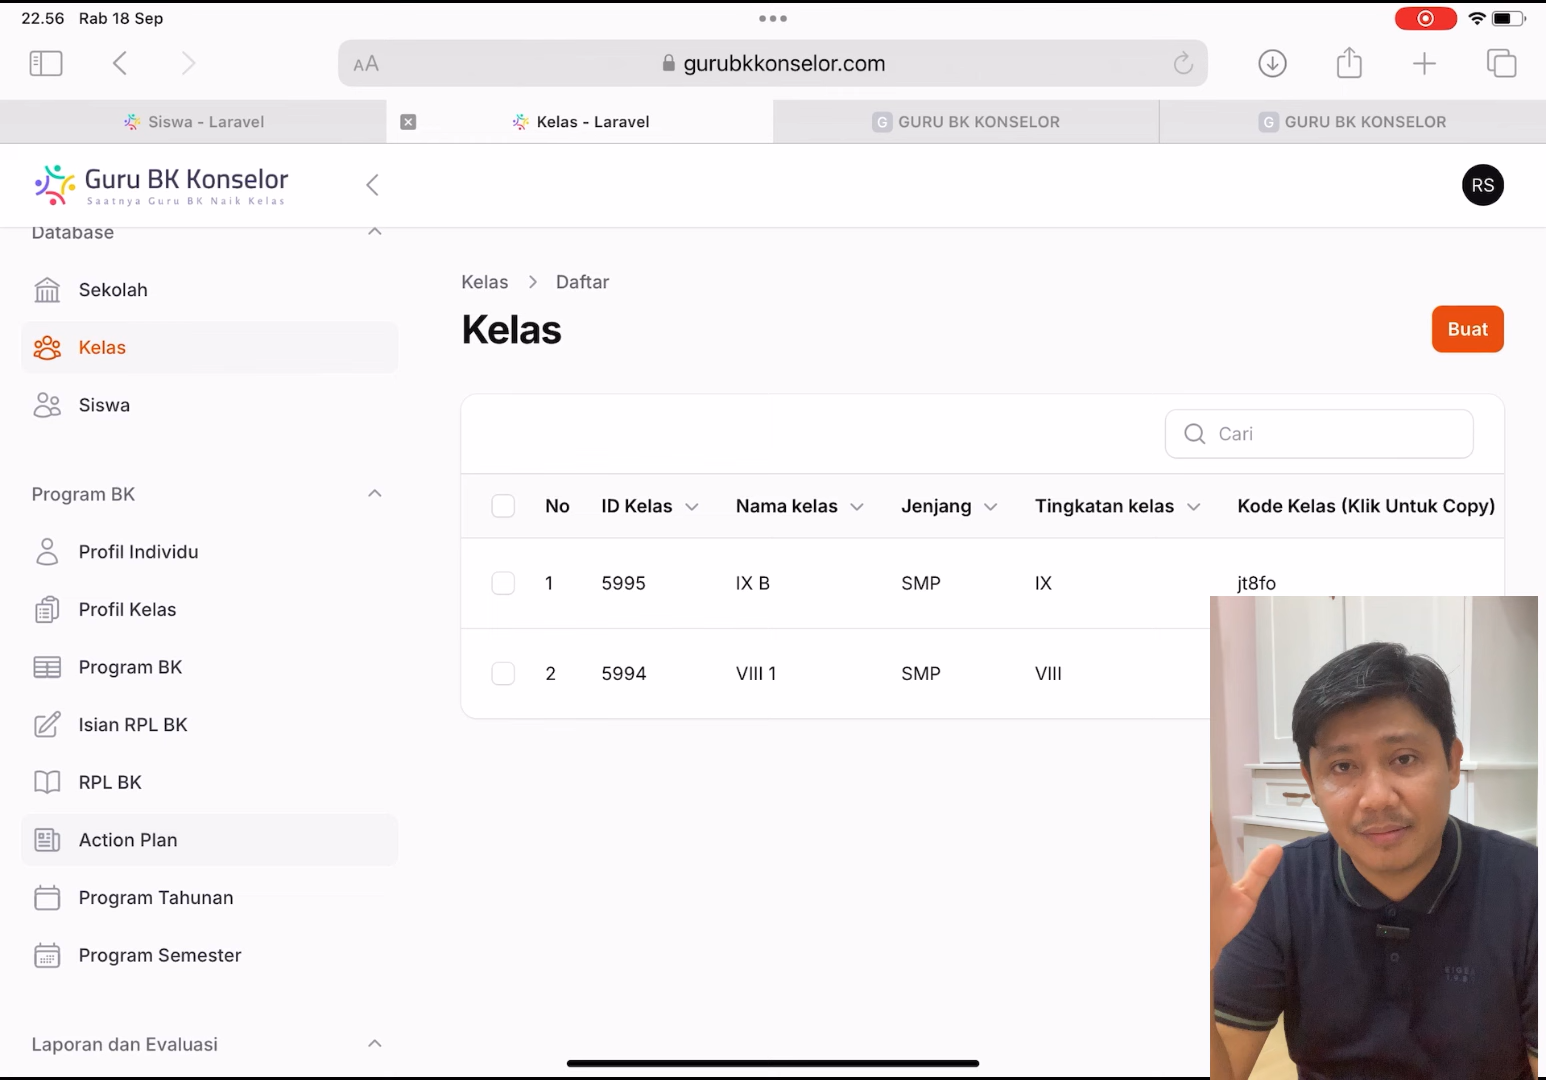 22.56 Rab 18 Sep
AA
gurubkkonselor.com
Siswa - Laravel
Kelas - Laravel
G GURU BK KONSELOR
G GURU BK KONSELOR
Guru BK Konselor
Saatnya Guru BK Naik Kelas
RS
Database
Sekolah
Kelas
Siswa
Program BK
Profil Individu
Profil Kelas
Program BK
Isian RPL BK
RPL BK
Action Plan
Program Tahunan
Program Semester
Laporan dan Evaluasi
Kelas > Daftar
Kelas
Buat
Cari
No ID Kelas Nama kelas Jenjang Tingkatan kelas Kode Kelas (Klik Untuk Copy)
1 5995 IX B SMP IX jt8fo
2 5994 VIII 1 SMP VIII